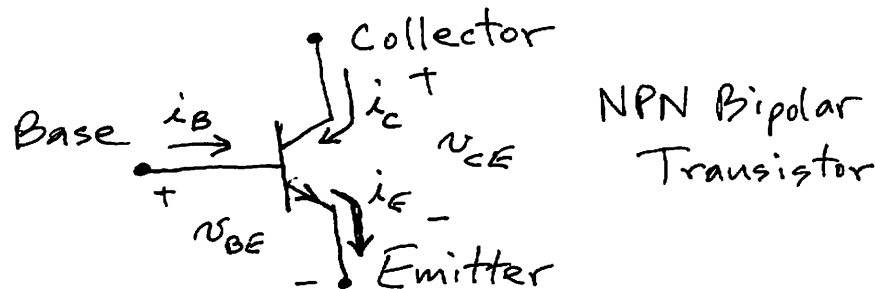 Collector
+
i_C
NPN Bipolar
Transistor
Base
i_B
+
v_CE
i_E
-
v_BE
-
Emitter